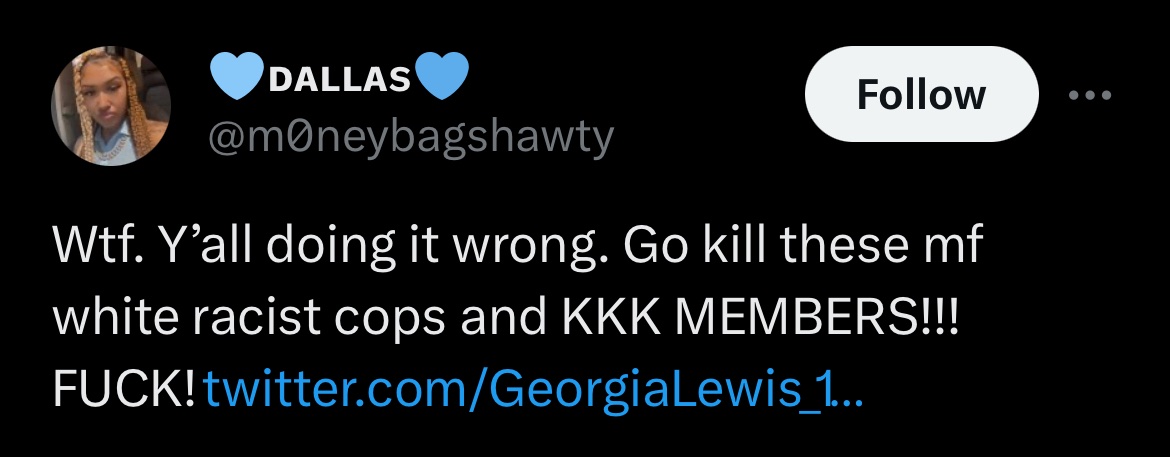 🩵DALLAS💙
@m0neybagshawty
Follow
Wtf. Y’all doing it wrong. Go kill these mf
white racist cops and KKK MEMBERS!!!
FUCK! twitter.com/GeorgiaLewis_1…